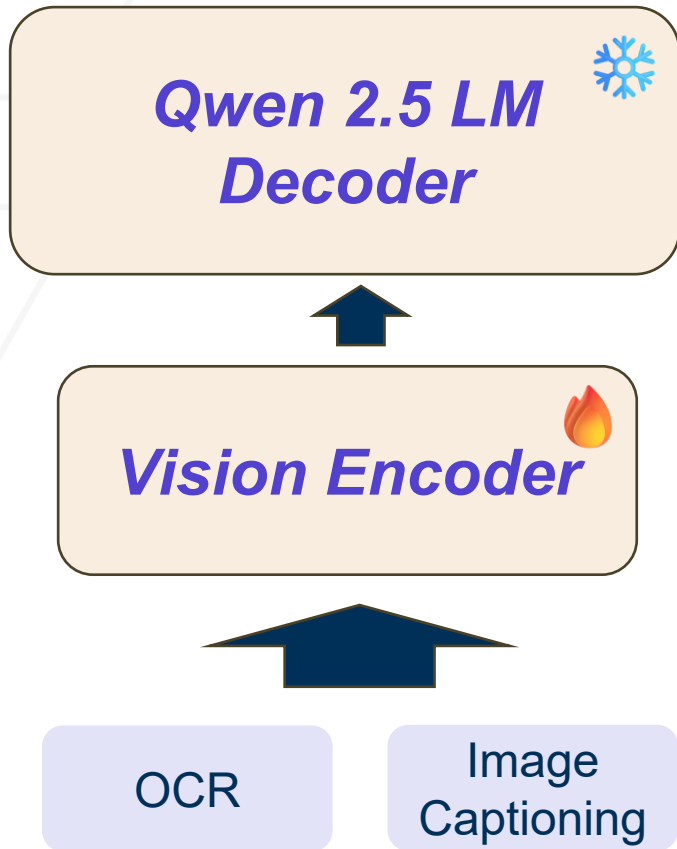 Qwen 2.5 LM
Decoder
Vision Encoder
OCR
Image
Captioning